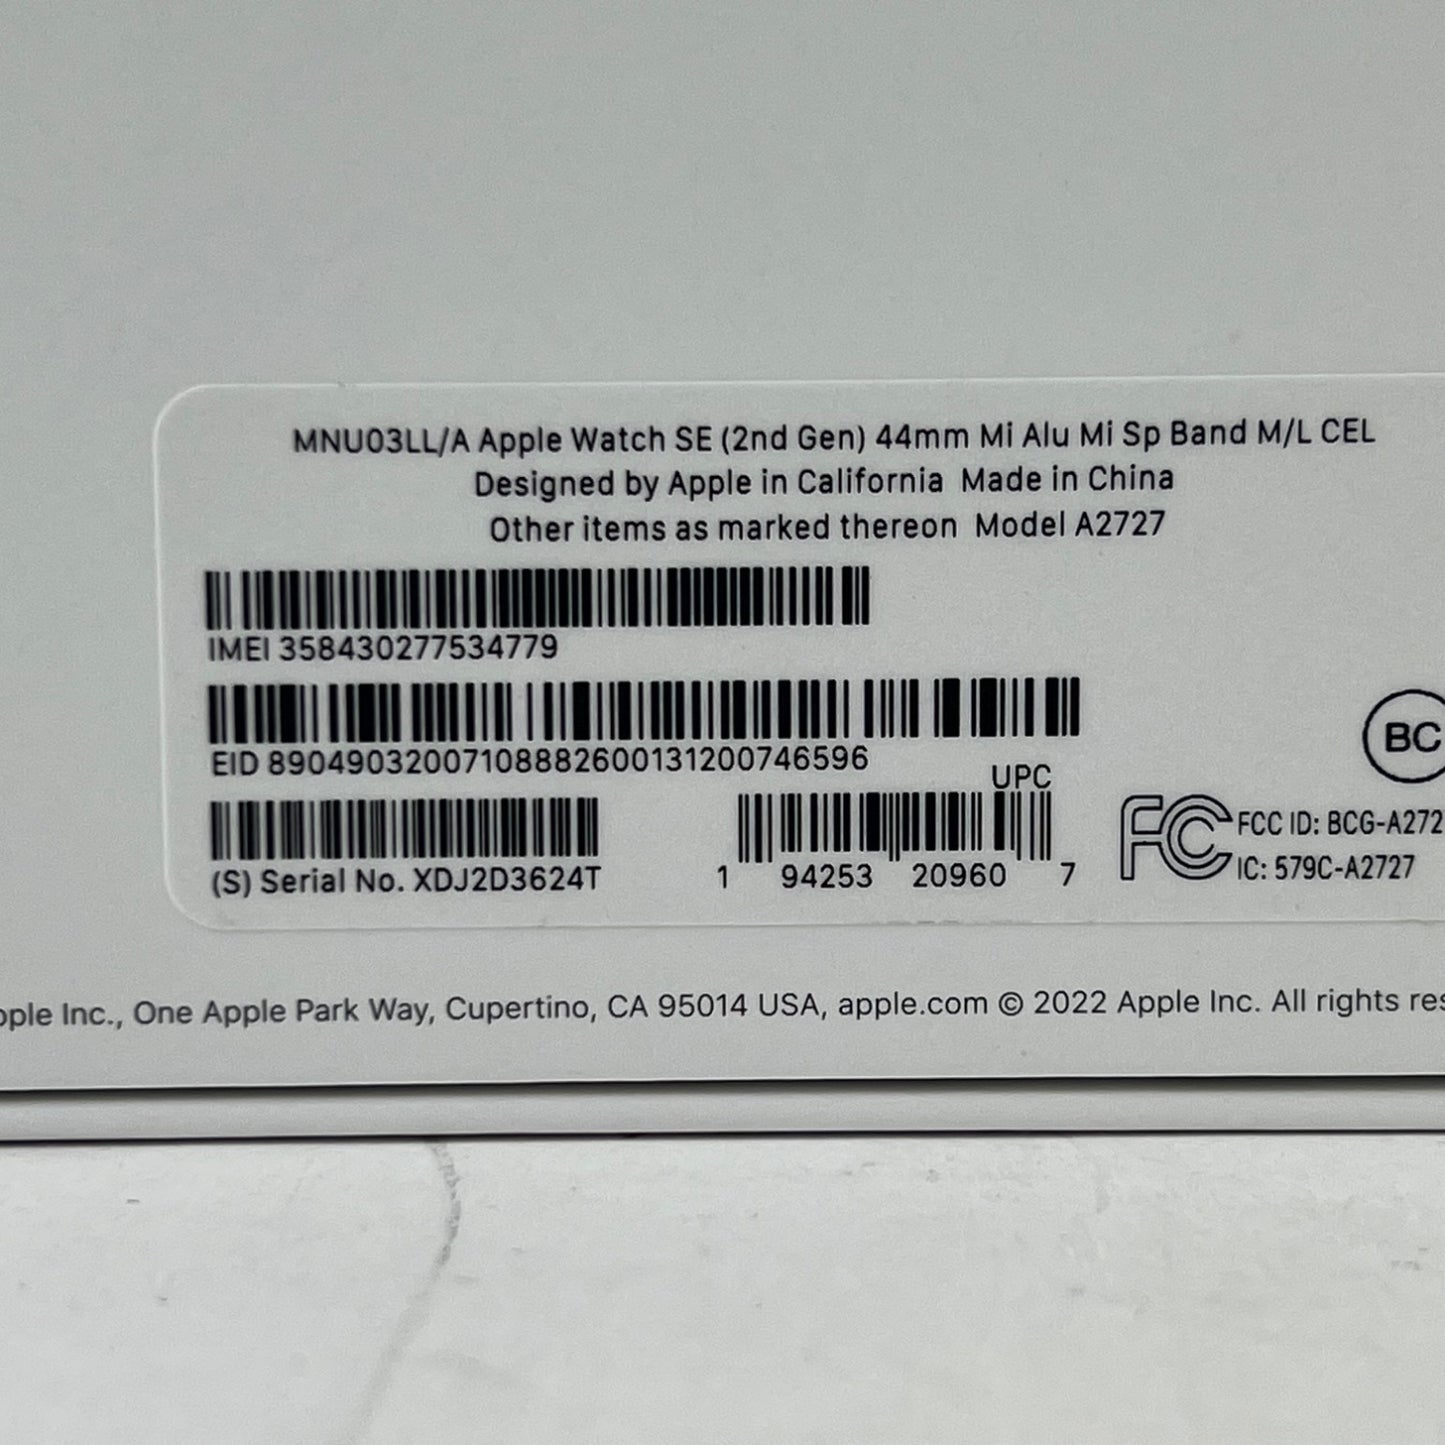 MNU03LL/A Apple Watch SE (2nd Gen) 44mm Mi Alu Mi Sp Band M/L CEL
Designed by Apple in California Made in China
Other items as marked thereon Model A2727
IMEI 358430277534779
EID 89049032007108882600131200746596
UPC
(S) Serial No. XDJ2D3624T
1 94253 20960 7
BC
FC FCC ID: BCG-A272
IC: 579C-A2727
pple Inc., One Apple Park Way, Cupertino, CA 95014 USA, apple.com © 2022 Apple Inc. All rights res